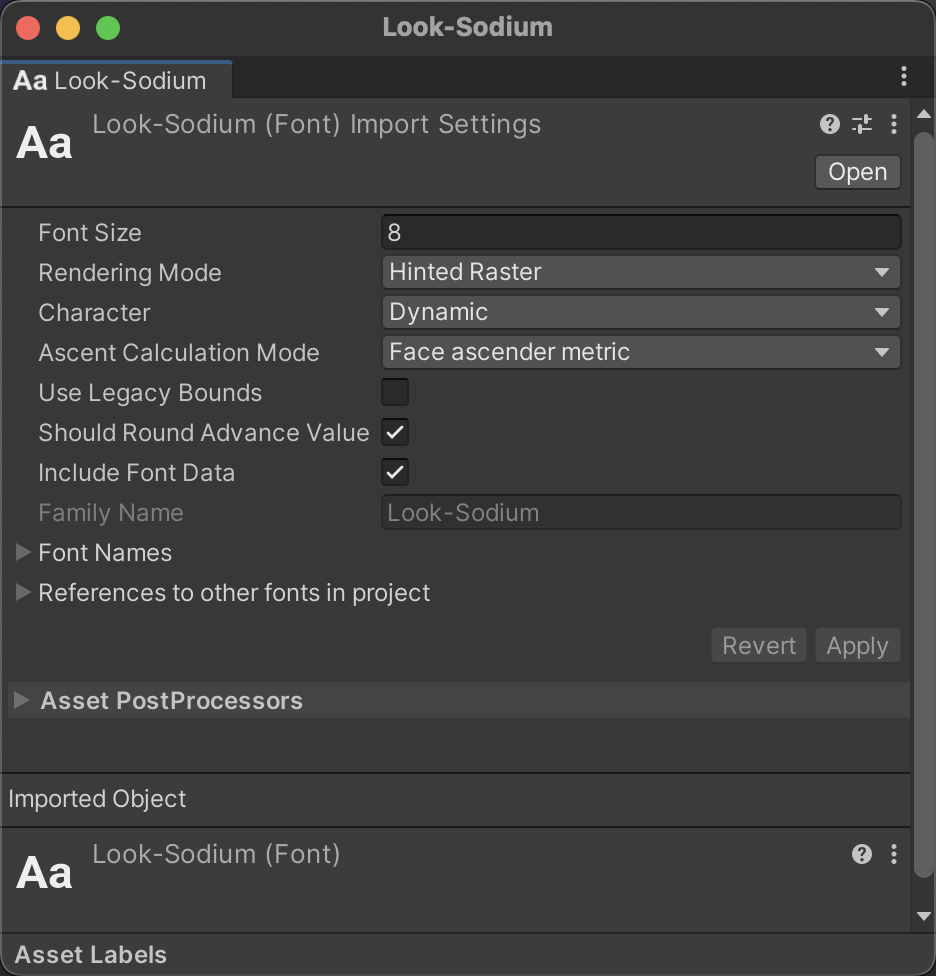 Look-Sodium
Aa Look-Sodium
Aa
Look-Sodium (Font) Import Settings
Open
Font Size 8
Rendering Mode Hinted Raster
Character Dynamic
Ascent Calculation Mode Face ascender metric
Use Legacy Bounds
Should Round Advance Value
Include Font Data
Family Name Look-Sodium
Font Names
References to other fonts in project
Revert Apply
Asset PostProcessors
Imported Object
Aa
Look-Sodium (Font)
Asset Labels